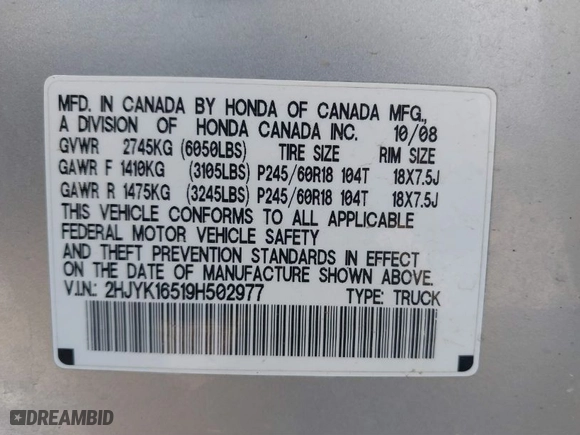 MFD. IN CANADA BY HONDA OF CANADA MFG.,
A DIVISION OF HONDA CANADA INC. 10/08
GVWR 2745KG (6050LBS) TIRE SIZE RIM SIZE
GAWR F 1410KG (3105LBS) P245/60R18 104T 18X7.5J
GAWR R 1475KG (3245LBS) P245/60R18 104T 18X7.5J
THIS VEHICLE CONFORMS TO ALL APPLICABLE
FEDERAL MOTOR VEHICLE SAFETY
AND THEFT PREVENTION STANDARDS IN EFFECT
ON THE DATE OF MANUFACTURE SHOWN ABOVE.
V.I.N.: 2HJYK16519H502977 TYPE: TRUCK
DREAMBID